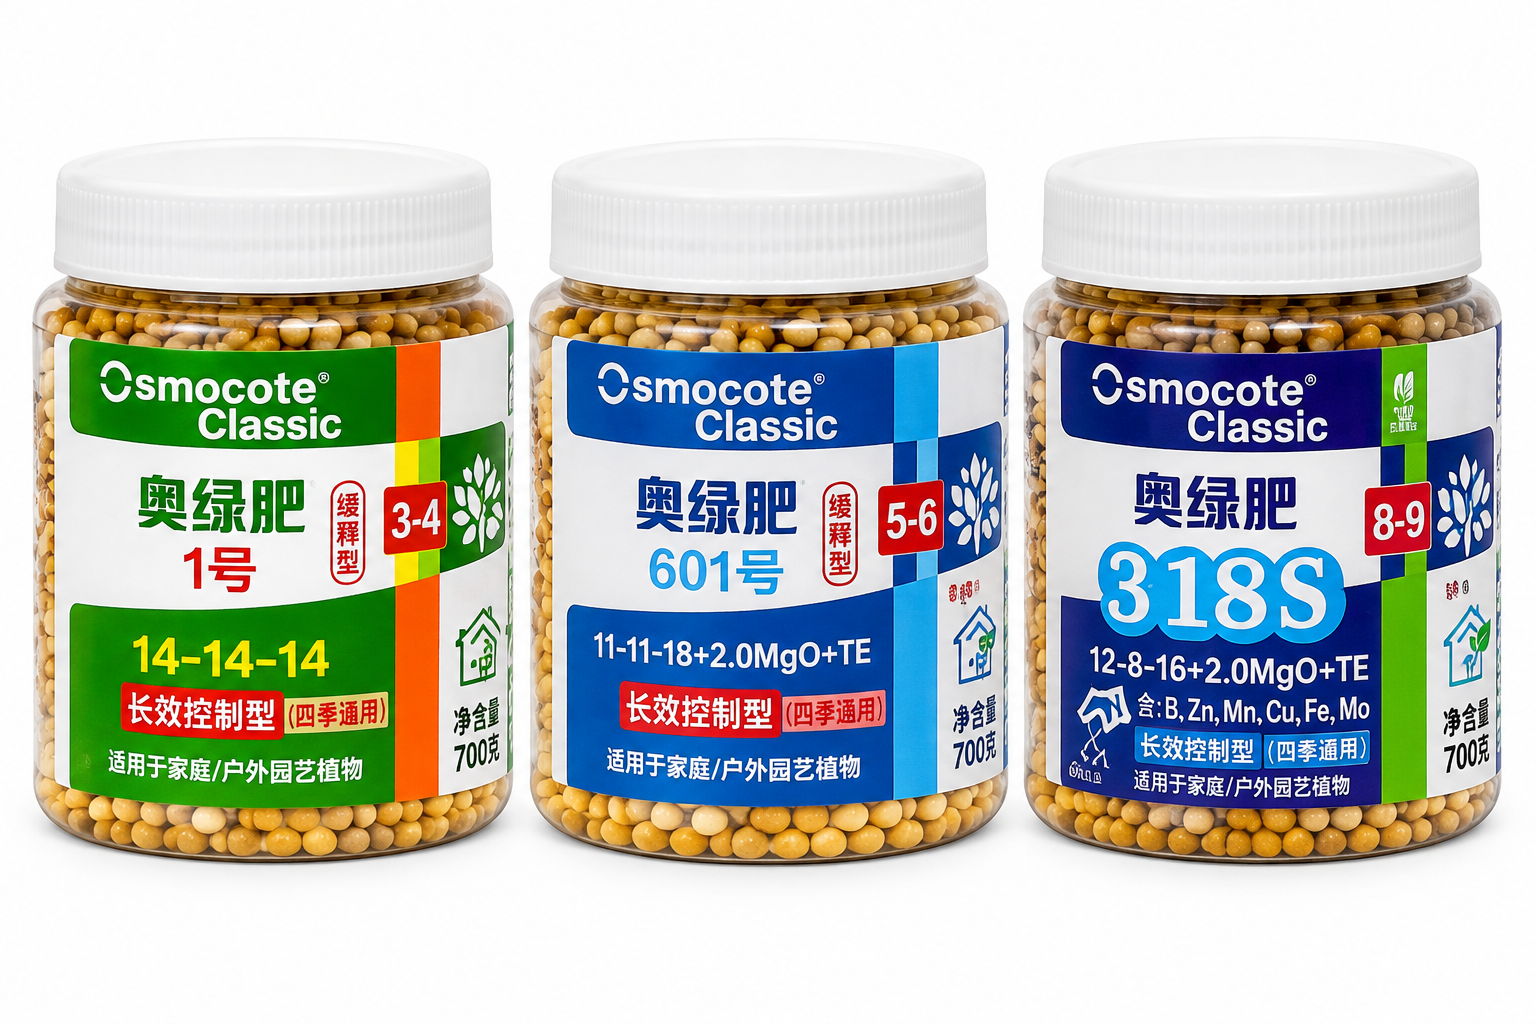 Osmocote®
Classic
奥绿肥
1号
缓释型
3-4
14-14-14
长效控制型
(四季通用)
适用于家庭/户外园艺植物
净含量
700克
Osmocote®
Classic
奥绿肥
601号
缓释型
5-6
11-11-18+2.0MgO+TE
长效控制型
(四季通用)
适用于家庭/户外园艺植物
净含量
700克
Osmocote®
Classic
奥绿肥
318S
8-9
12-8-16+2.0MgO+TE
含:B, Zn, Mn, Cu, Fe, Mo
长效控制型
(四季通用)
适用于家庭/户外园艺植物
净含量
700克